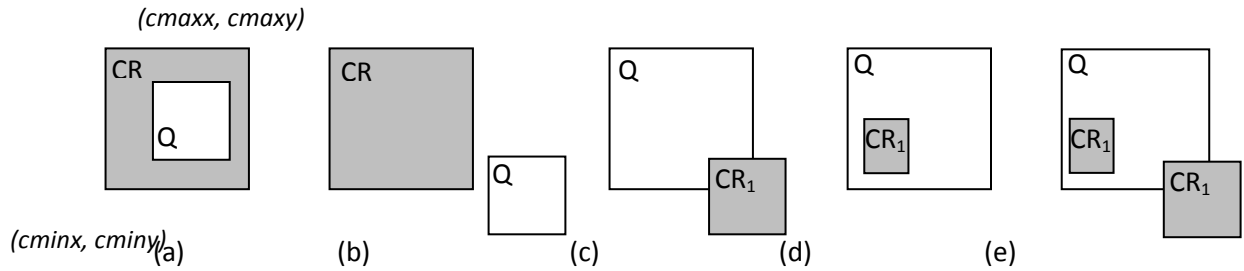 (cmaxx, cmaxy)
CR
Q
CR
Q
Q
CR1
Q
CR1
Q
CR1
CR1
(cminx, cminy)
(a) (b) (c) (d) (e)